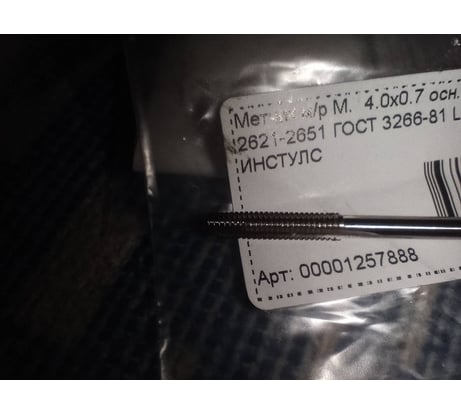 М. 4.0х0.7 осн.
2621-2651 ГОСТ 3266-81 L
ИНСТУЛС
Арт: 00001257888